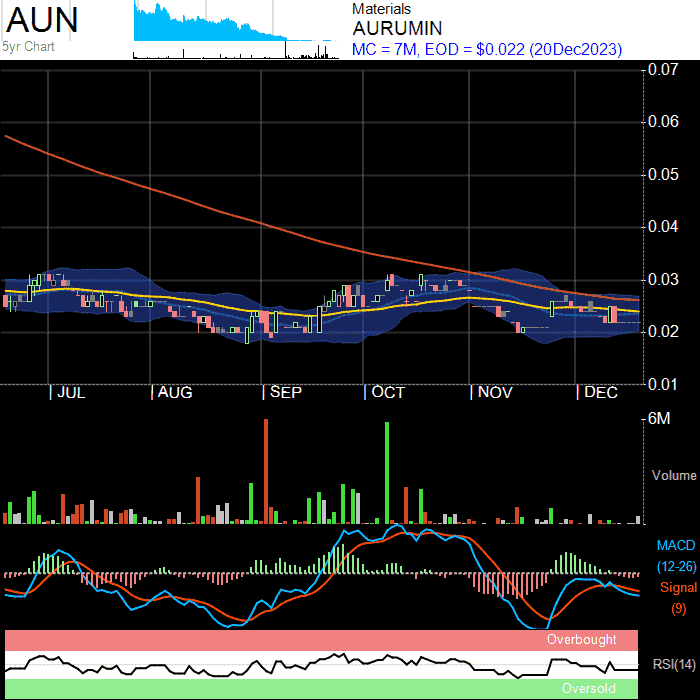 AUN
5yr Chart
Materials
AURUMIN
MC = 7M, EOD = $0.022 (20Dec2023)
0.07
0.06
0.05
0.04
0.03
0.02
0.01
| JUL | AUG | SEP | OCT | NOV | DEC
6M
Volume
MACD
(12-26)
Signal
(9)
Overbought
RSI(14)
Oversold